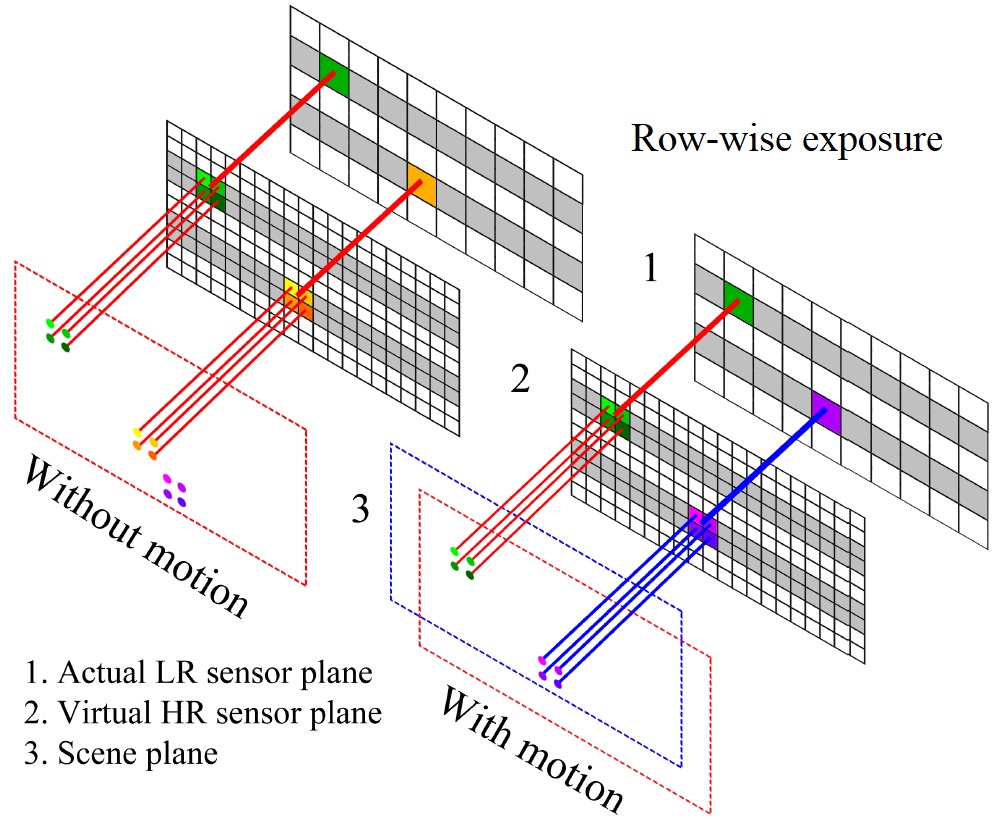 Row-wise exposure
1
2
3
Without motion
With motion
1. Actual LR sensor plane
2. Virtual HR sensor plane
3. Scene plane